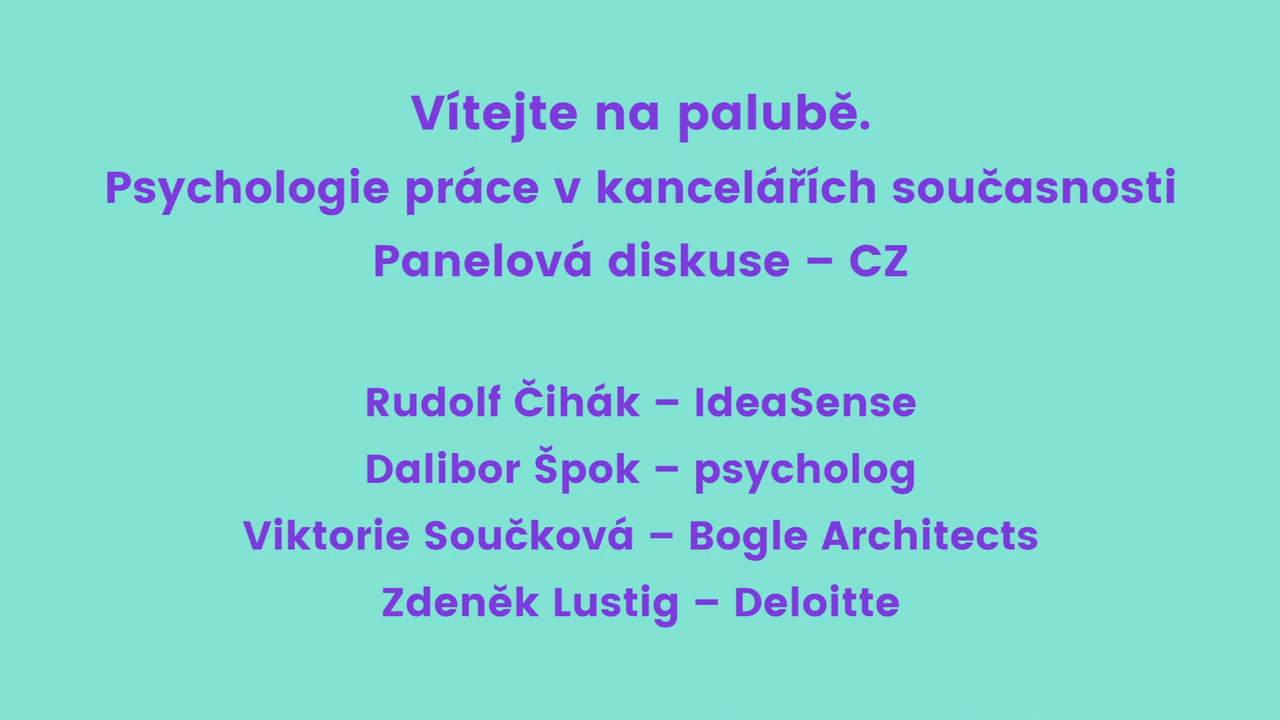 Vítejte na palubě.
Psychologie práce v kancelářích současnosti
Panelová diskuse – CZ
Rudolf Čihák – IdeaSense
Dalibor Špok – psycholog
Viktorie Součková – Bogle Architects
Zdeněk Lustig – Deloitte